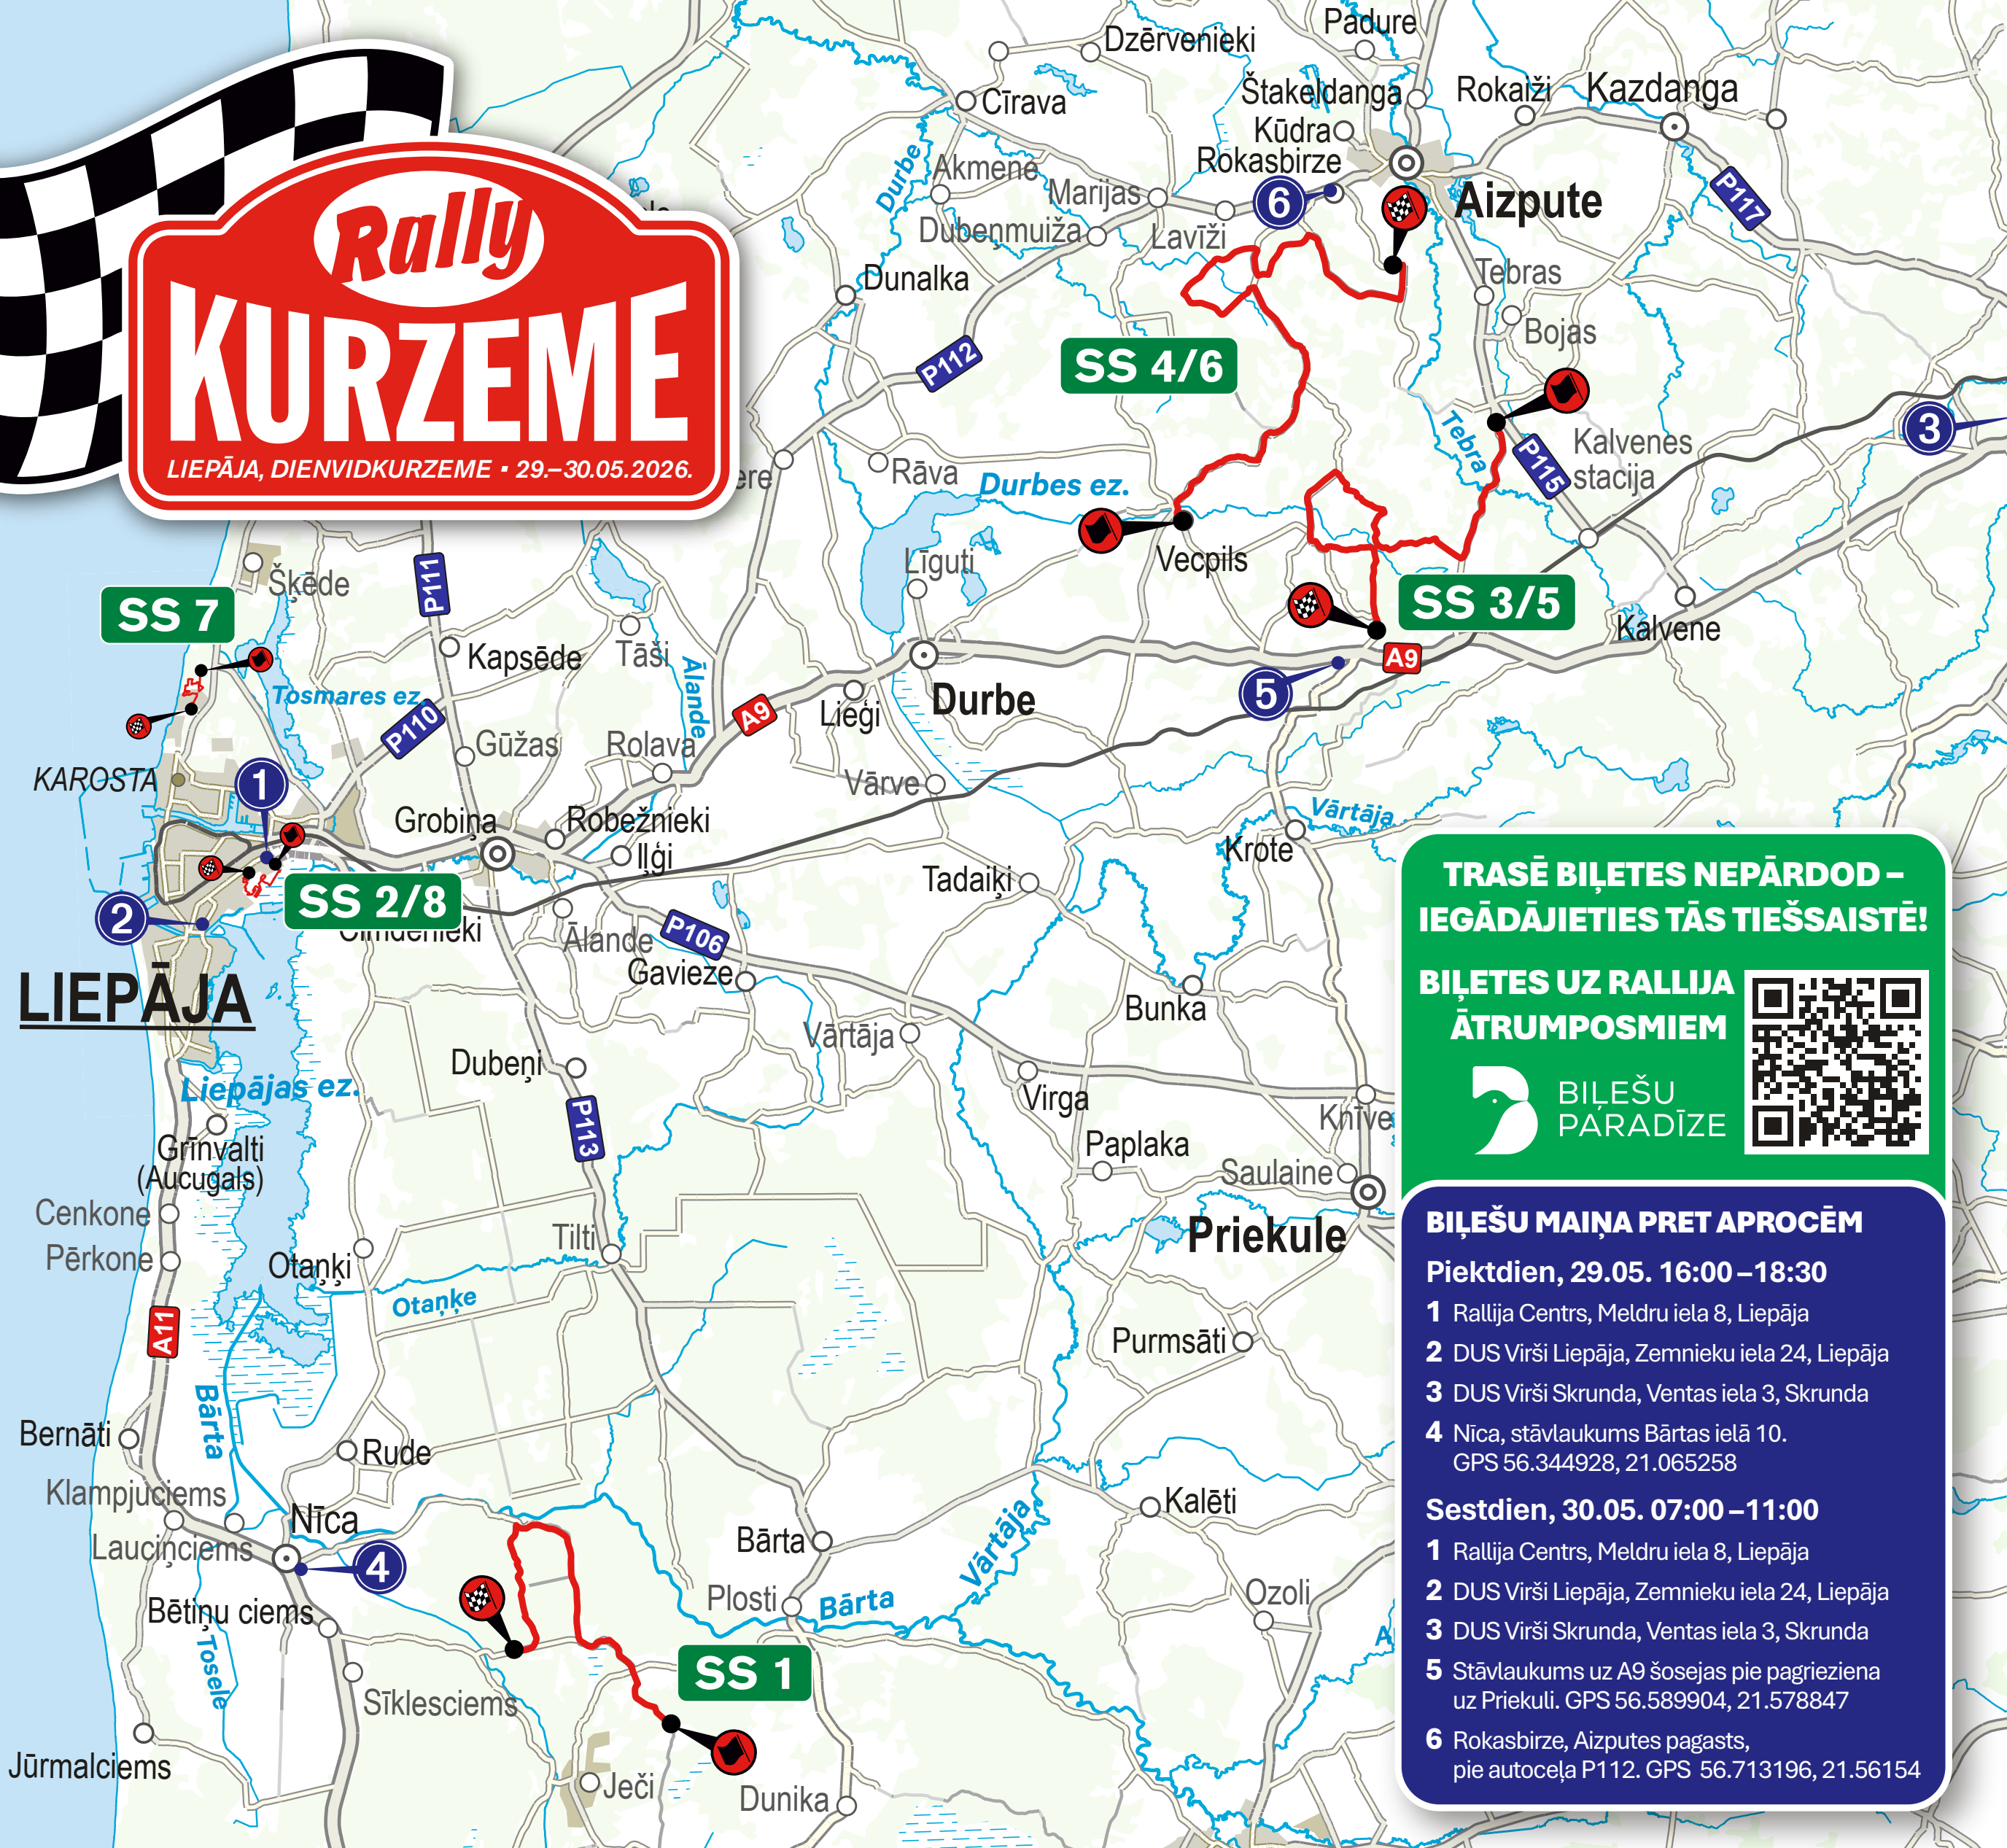 Rally
KURZEME
LIEPĀJA, DIENVIDKURZEME ▪ 29.–30.05.2026.
Dzērvenieki
Padure
Cīrava
Štakeldanga
Rokaiži
Kazdanga
Kūdra
Rokasbirze
Durbe
Akmene
Marijas
6
Aizpute
P117
Dubeņmuiža
Lavīži
Dunalka
Tebras
Bojas
P112
SS 4/6
3
Tebra
Kalvenes
stacija
P115
Rāva
Durbes ez.
Vecpils
Līguti
Šķēde
P111
SS 7
SS 3/5
Kalvene
Kapsēde
Tāši
Ālande
A9
Tosmares ez.
5
P110
A9
Lieģi
Durbe
Gūžas
Rolava
KAROSTA
1
Vārve
Vārtāja
Grobiņa
Robežnieki
Iļģi
Krote
Tadaiķi
SS 2/8
2
Cimdenieki
Ālande
P106
Gavieze
LIEPĀJA
Bunka
Vārtāja
Dubeņi
Liepājas ez.
Virga
P113
Knīve
Grīnvalti
(Aucugals)
Paplaka
Saulaine
Cenkone
Priekule
Pērkone
Otaņķi
Tilti
Otaņķe
A11
Purmsāti
Bārta
Bernāti
Rude
Klampjuciems
Nīca
Kalēti
Lauciņciems
4
Bārta
Vārtāja
Plosti
Bārta
Ozoli
Bētiņu ciems
Tosele
SS 1
Sīklesciems
Jūrmalciems
Ječi
Dunika
TRASĒ BIĻETES NEPĀRDOD –
IEGĀDĀJIETIES TĀS TIEŠSAISTĒ!
BIĻETES UZ RALLIJA
ĀTRUMPOSMIEM
BIĻEŠU
PARADĪZE
BIĻEŠU MAIŅA PRET APROCĒM
Piektdien, 29.05. 16:00 –18:30
1 Rallija Centrs, Meldru iela 8, Liepāja
2 DUS Virši Liepāja, Zemnieku iela 24, Liepāja
3 DUS Virši Skrunda, Ventas iela 3, Skrunda
4 Nīca, stāvlaukums Bārtas ielā 10.
GPS 56.344928, 21.065258
Sestdien, 30.05. 07:00 –11:00
1 Rallija Centrs, Meldru iela 8, Liepāja
2 DUS Virši Liepāja, Zemnieku iela 24, Liepāja
3 DUS Virši Skrunda, Ventas iela 3, Skrunda
5 Stāvlaukums uz A9 šosejas pie pagrieziena
uz Priekuli. GPS 56.589904, 21.578847
6 Rokasbirze, Aizputes pagasts,
pie autoceļa P112. GPS 56.713196, 21.56154